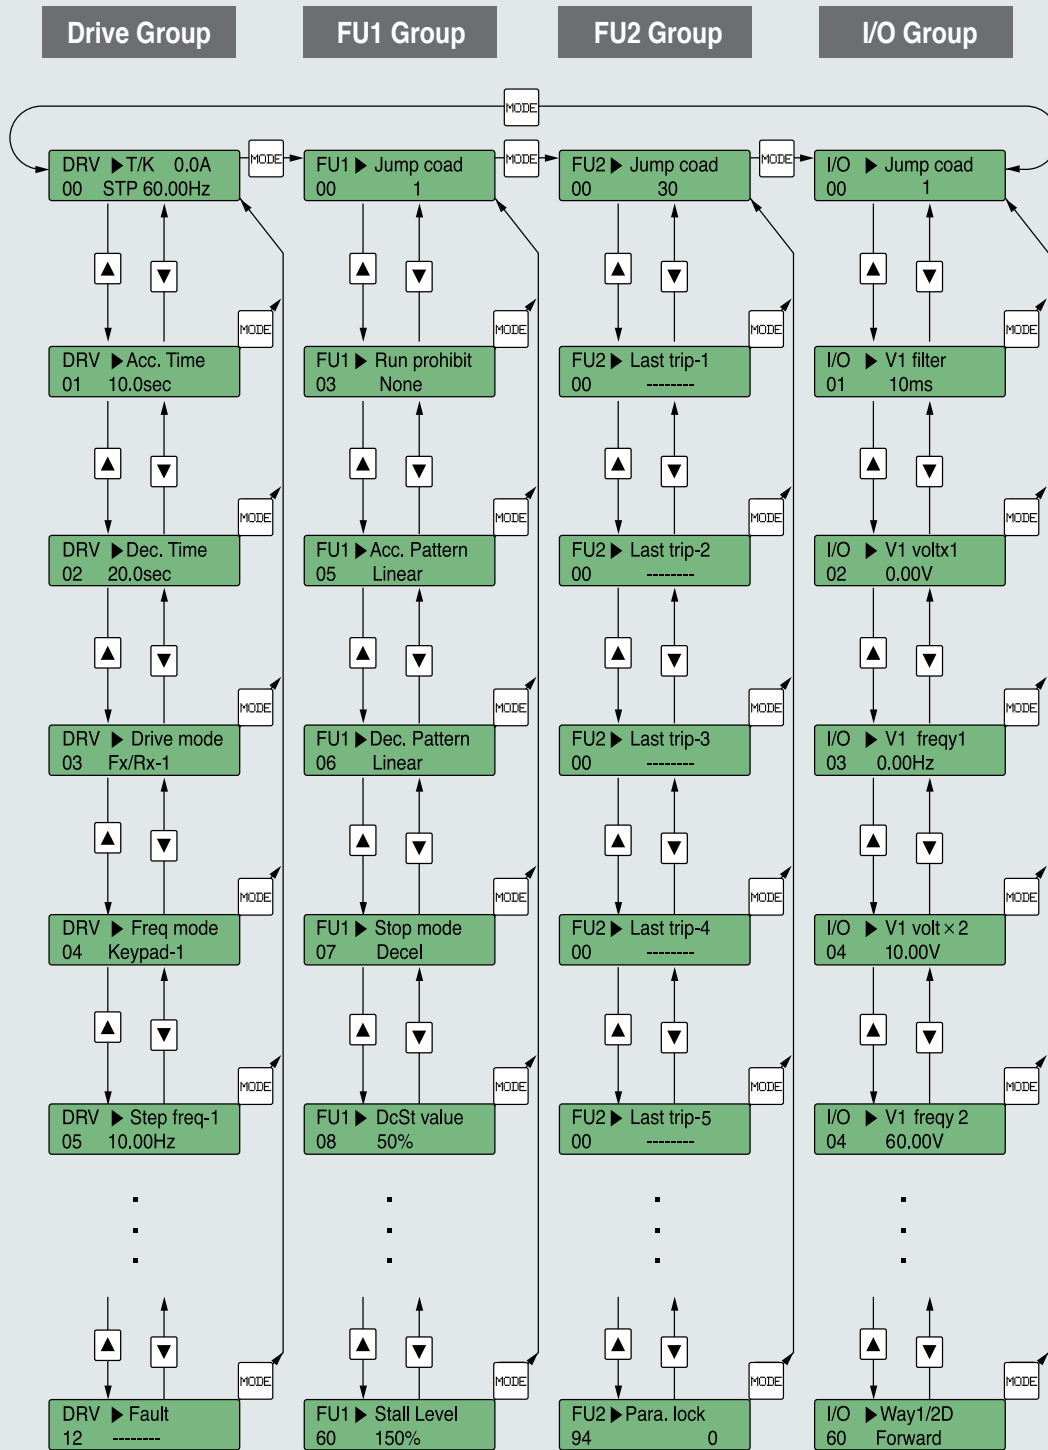 Drive Group
FU1 Group
FU2 Group
I/O Group
MODE
DRV ▶T/K 0.0A
00 STP 60.00Hz
MODE
FU1 ▶ Jump coad
00 1
MODE
FU2 ▶ Jump coad
00 30
MODE
I/O ▶ Jump coad
00 1
▲ ▼
▲ ▼
▲ ▼
▲ ▼
MODE
MODE
MODE
MODE
DRV ▶Acc. Time
01 10.0sec
FU1 ▶ Run prohibit
03 None
FU2 ▶ Last trip-1
00 --------
I/O ▶ V1 filter
01 10ms
▲ ▼
▲ ▼
▲ ▼
▲ ▼
MODE
MODE
MODE
MODE
DRV ▶Dec. Time
02 20.0sec
FU1 ▶ Acc. Pattern
05 Linear
FU2 ▶ Last trip-2
00 --------
I/O ▶ V1 voltx1
02 0.00V
▲ ▼
▲ ▼
▲ ▼
▲ ▼
MODE
MODE
MODE
MODE
DRV ▶ Drive mode
03 Fx/Rx-1
FU1 ▶ Dec. Pattern
06 Linear
FU2 ▶ Last trip-3
00 --------
I/O ▶ V1 freqy1
03 0.00Hz
▲ ▼
▲ ▼
▲ ▼
▲ ▼
MODE
MODE
MODE
MODE
DRV ▶ Freq mode
04 Keypad-1
FU1 ▶ Stop mode
07 Decel
FU2 ▶ Last trip-4
00 --------
I/O ▶ V1 volt×2
04 10.00V
▲ ▼
▲ ▼
▲ ▼
▲ ▼
MODE
MODE
MODE
MODE
DRV ▶ Step freq-1
05 10.00Hz
FU1 ▶ DcSt value
08 50%
FU2 ▶ Last trip-5
00 --------
I/O ▶ V1 freqy 2
04 60.00V
▲ ▼
▲ ▼
▲ ▼
▲ ▼
MODE
MODE
MODE
MODE
DRV ▶ Fault
12 --------
FU1 ▶ Stall Level
60 150%
FU2 ▶Para. lock
94 0
I/O ▶Way1/2D
60 Forward